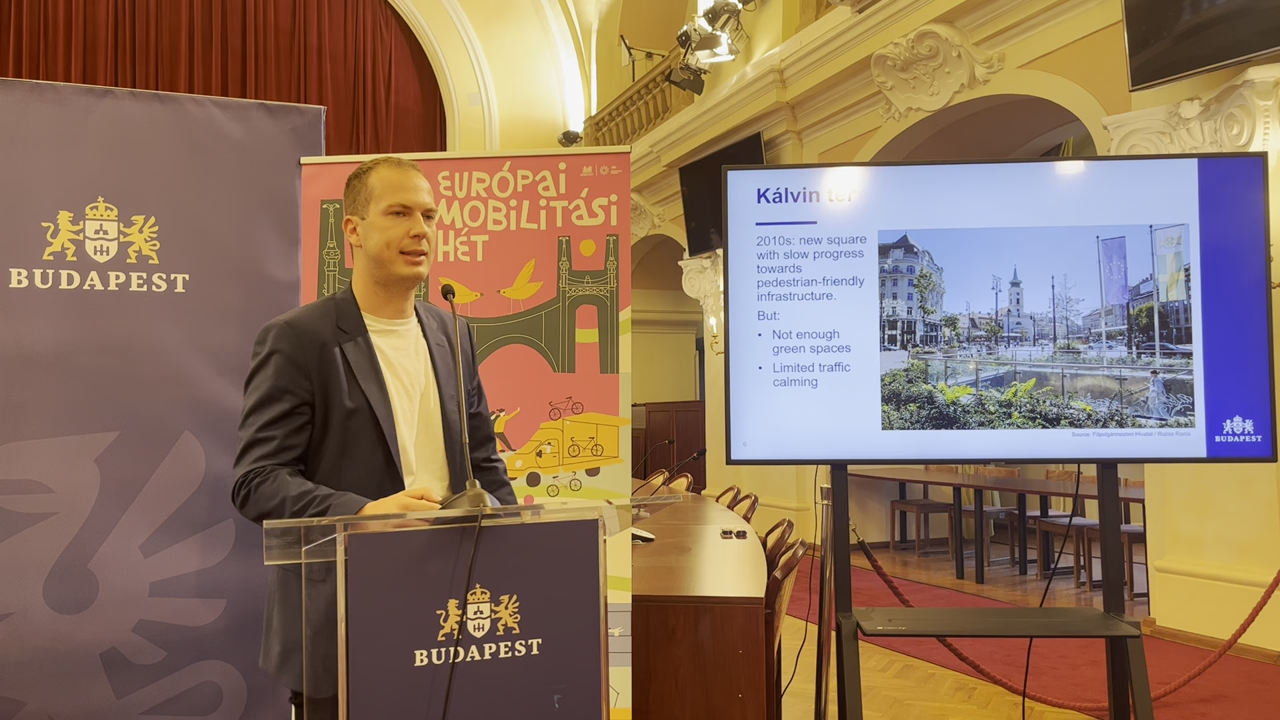 BUDAPEST
EURÓPAI
MOBILITÁSI
HÉT
BUDAPEST
Kálvin tér
2010s: new square
with slow progress
towards
pedestrian-friendly
infrastructure.
But:
• Not enough
green spaces
• Limited traffic
calming
BUDAPEST